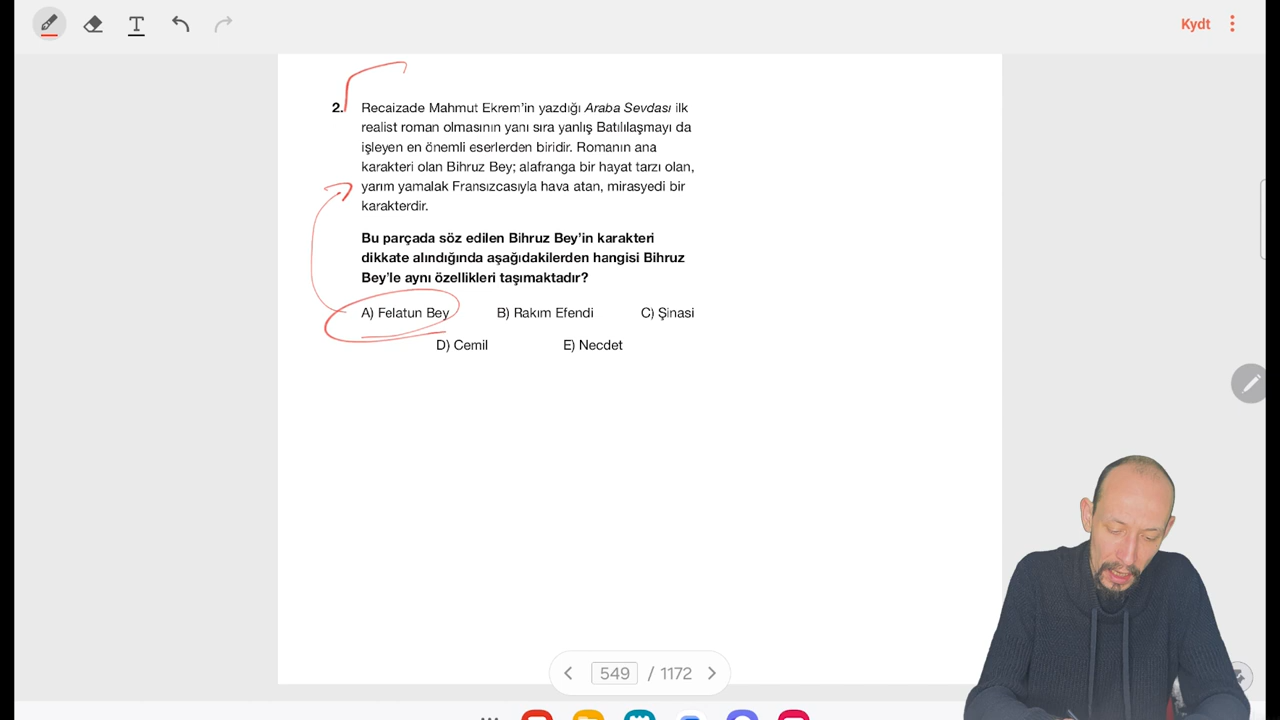 T
Kydt
2. Recaizade Mahmut Ekrem'in yazdığı Araba Sevdası ilk
realist roman olmasının yanı sıra yanlış Batılılaşmayı da
işleyen en önemli eserlerden biridir. Romanın ana
karakteri olan Bihruz Bey; alafranga bir hayat tarzı olan,
yarım yamalak Fransızcasıyla hava atan, mirasyedi bir
karakterdir.
Bu parçada söz edilen Bihruz Bey'in karakteri
dikkate alındığında aşağıdakilerden hangisi Bihruz
Bey'le aynı özellikleri taşımaktadır?
A) Felatun Bey B) Rakım Efendi C) Şinasi
D) Cemil E) Necdet
549 / 1172